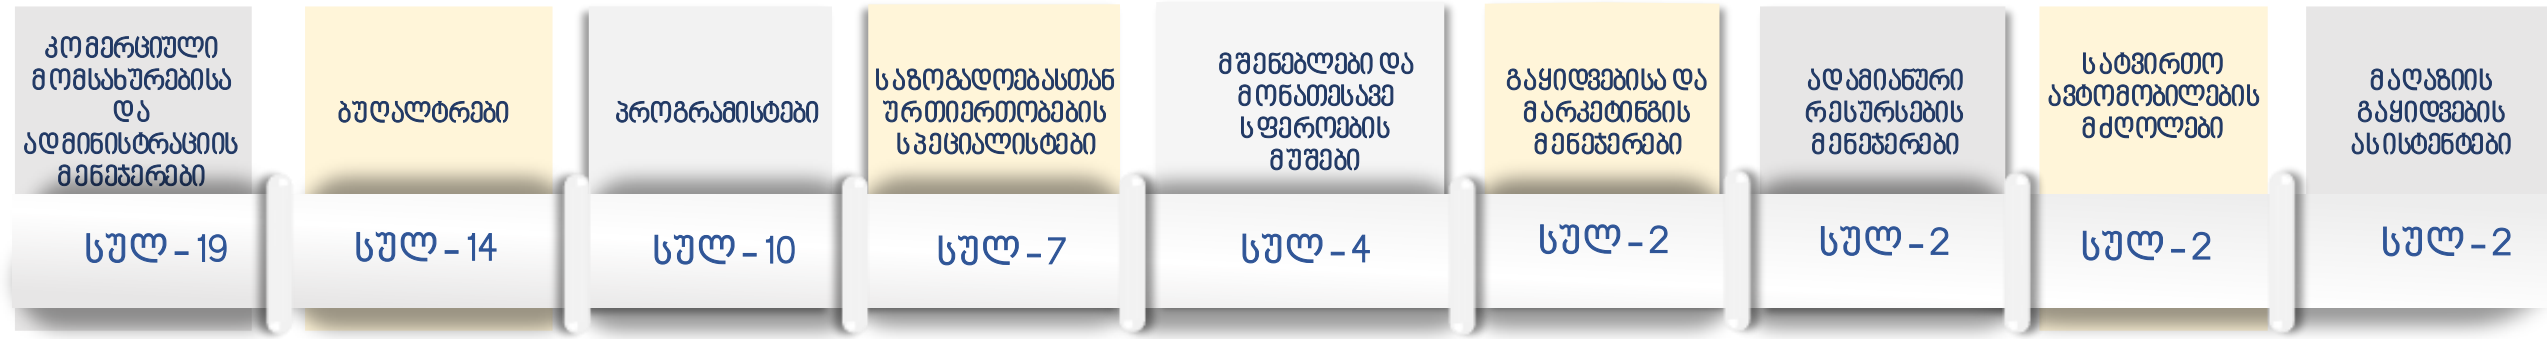 კომერციული
მომსახურებისა
და
ადმინისტრაციის
მენეჯერები
სულ – 19
ბუღალტრები
სულ – 14
პროგრამისტები
სულ – 10
საზოგადოებასთან
ურთიერთობების
სპეციალისტები
სულ – 7
მშენებლები და
მონათესავე
სფეროების
მუშები
სულ – 4
გაყიდვებისა და
მარკეტინგის
მენეჯერები
სულ – 2
ადამიანური
რესურსების
მენეჯერები
სულ – 2
სატვირთო
ავტომობილების
მძღოლები
სულ – 2
მაღაზიის
გაყიდვების
ასისტენტები
სულ – 2